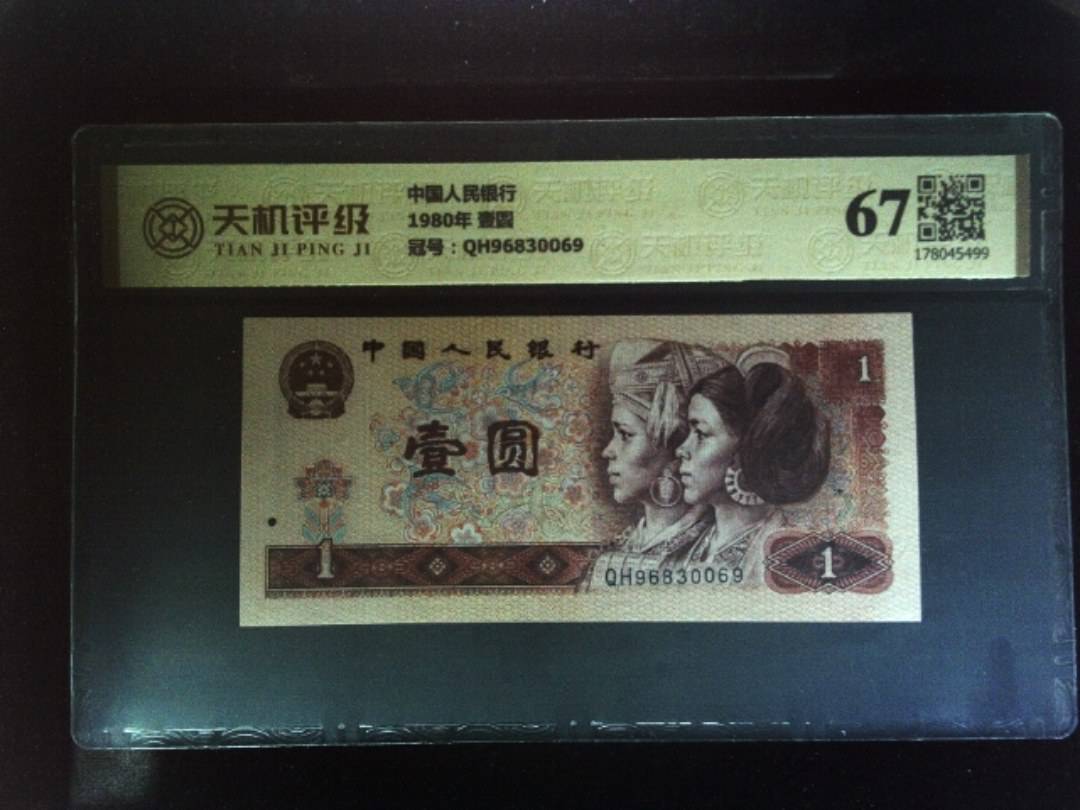 天机评级
TIAN JI PING JI
中国人民银行
1980年 壹圆
冠号：QH96830069
67
178045499
中国人民银行
壹圆
1
1
QH96830069
1